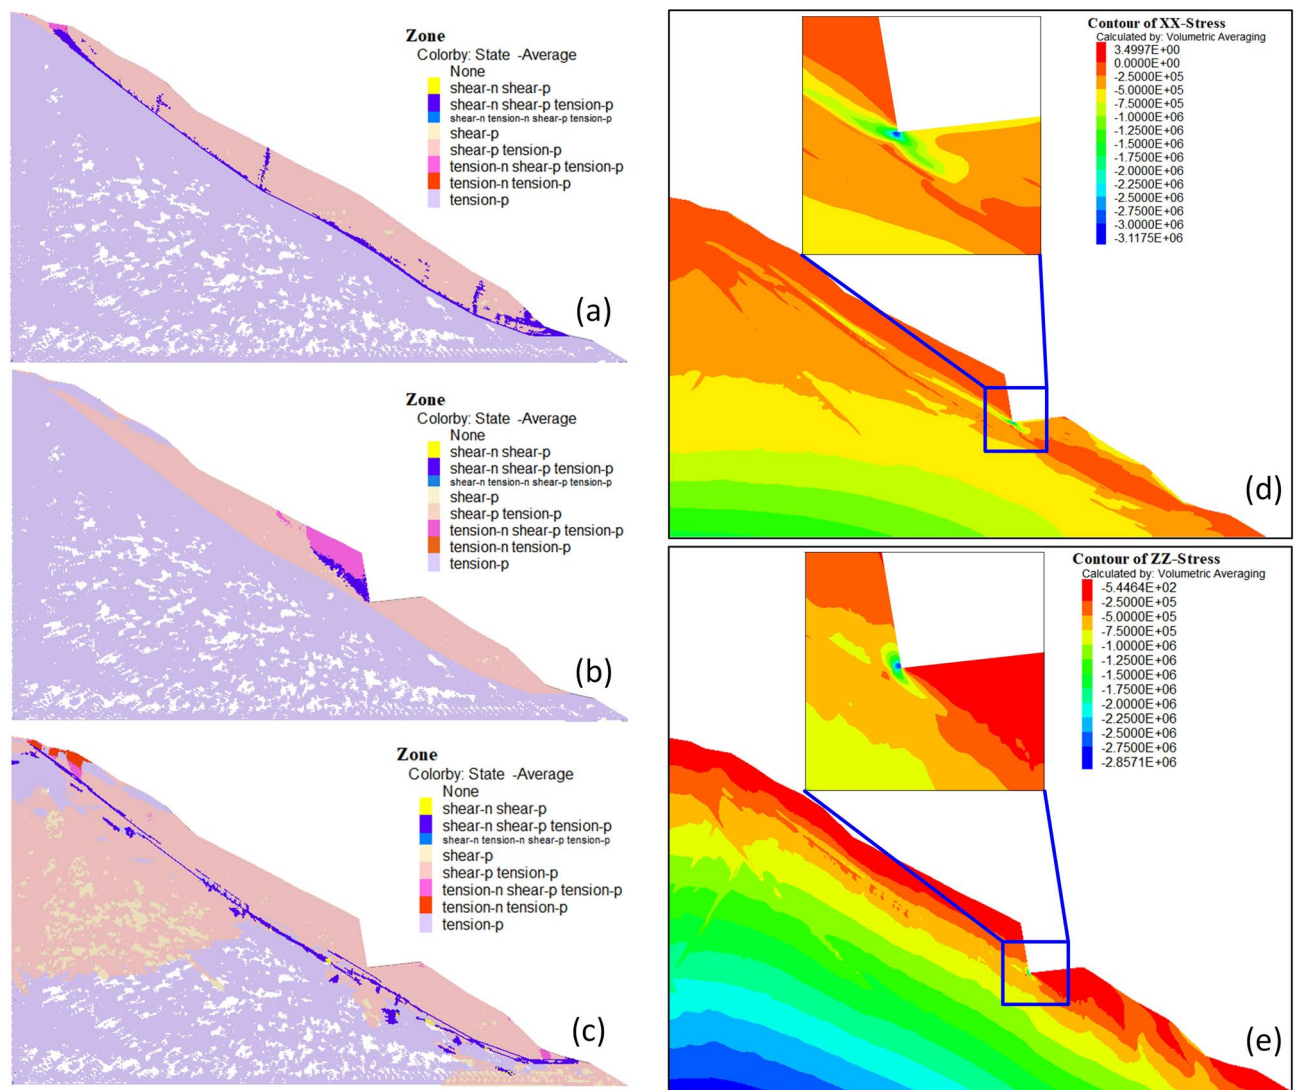 Zone
Colorby: State -Average
None
shear-n shear-p
shear-n shear-p tension-p
shear-n tension-n shear-p tension-p
shear-p
shear-p tension-p
tension-n shear-p tension-p
tension-n tension-p
tension-p
(a)
Zone
Colorby: State -Average
None
shear-n shear-p
shear-n shear-p tension-p
shear-n tension-n shear-p tension-p
shear-p
shear-p tension-p
tension-n shear-p tension-p
tension-n tension-p
tension-p
(b)
Zone
Colorby: State -Average
None
shear-n shear-p
shear-n shear-p tension-p
shear-n tension-n shear-p tension-p
shear-p
shear-p tension-p
tension-n shear-p tension-p
tension-n tension-p
tension-p
(c)
Contour of XX-Stress
Calculated by: Volumetric Averaging
3.4997E+00
0.0000E+00
-2.5000E+05
-5.0000E+05
-7.5000E+05
-1.0000E+06
-1.2500E+06
-1.5000E+06
-1.7500E+06
-2.0000E+06
-2.2500E+06
-2.5000E+06
-2.7500E+06
-3.0000E+06
-3.1175E+06
(d)
Contour of ZZ-Stress
Calculated by: Volumetric Averaging
-5.4464E+02
-2.5000E+05
-5.0000E+05
-7.5000E+05
-1.0000E+06
-1.2500E+06
-1.5000E+06
-1.7500E+06
-2.0000E+06
-2.2500E+06
-2.5000E+06
-2.7500E+06
-2.8571E+06
(e)